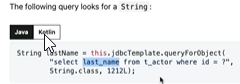 The following query looks for a String:
Java Kotlin
String lastName = this.jdbcTemplate.queryForObject(
"select last_name from t_actor where id = ?",
String.class, 1212L);